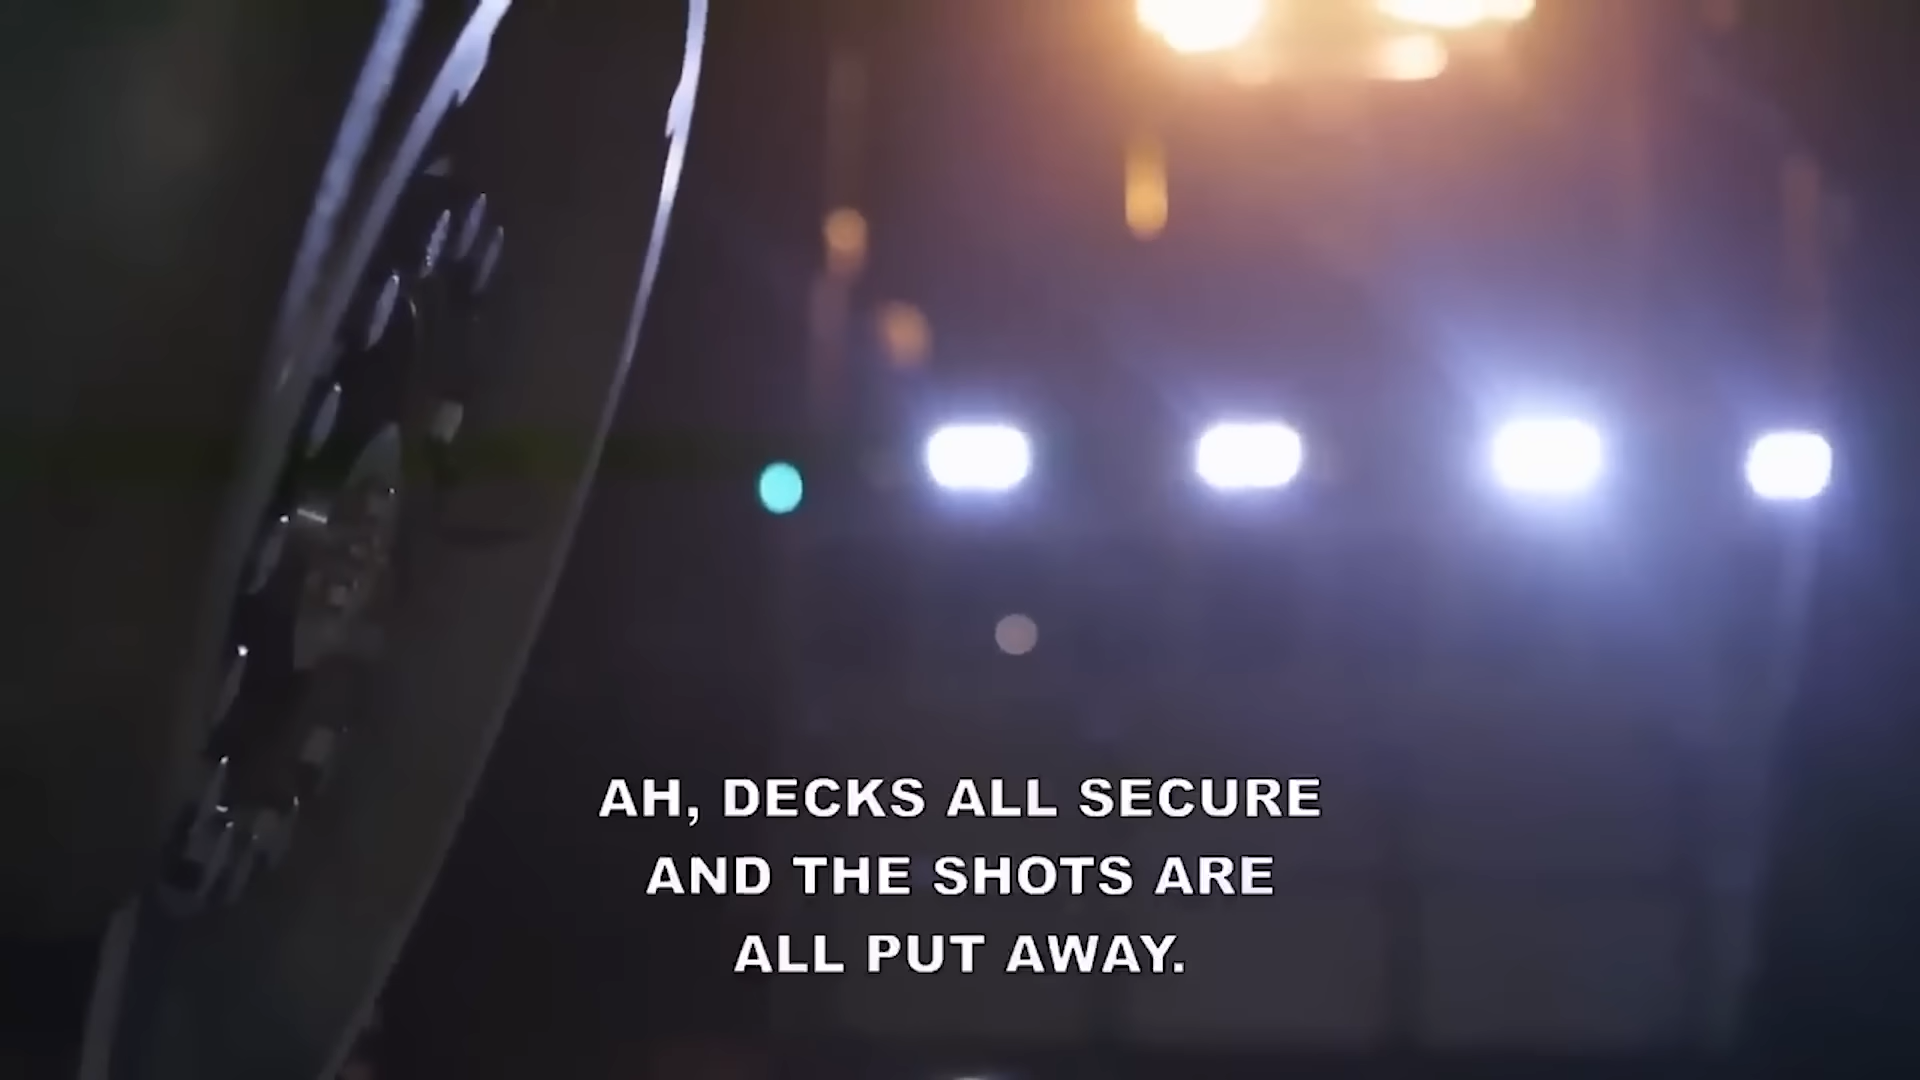 AH, DECKS ALL SECURE
AND THE SHOTS ARE
ALL PUT AWAY.